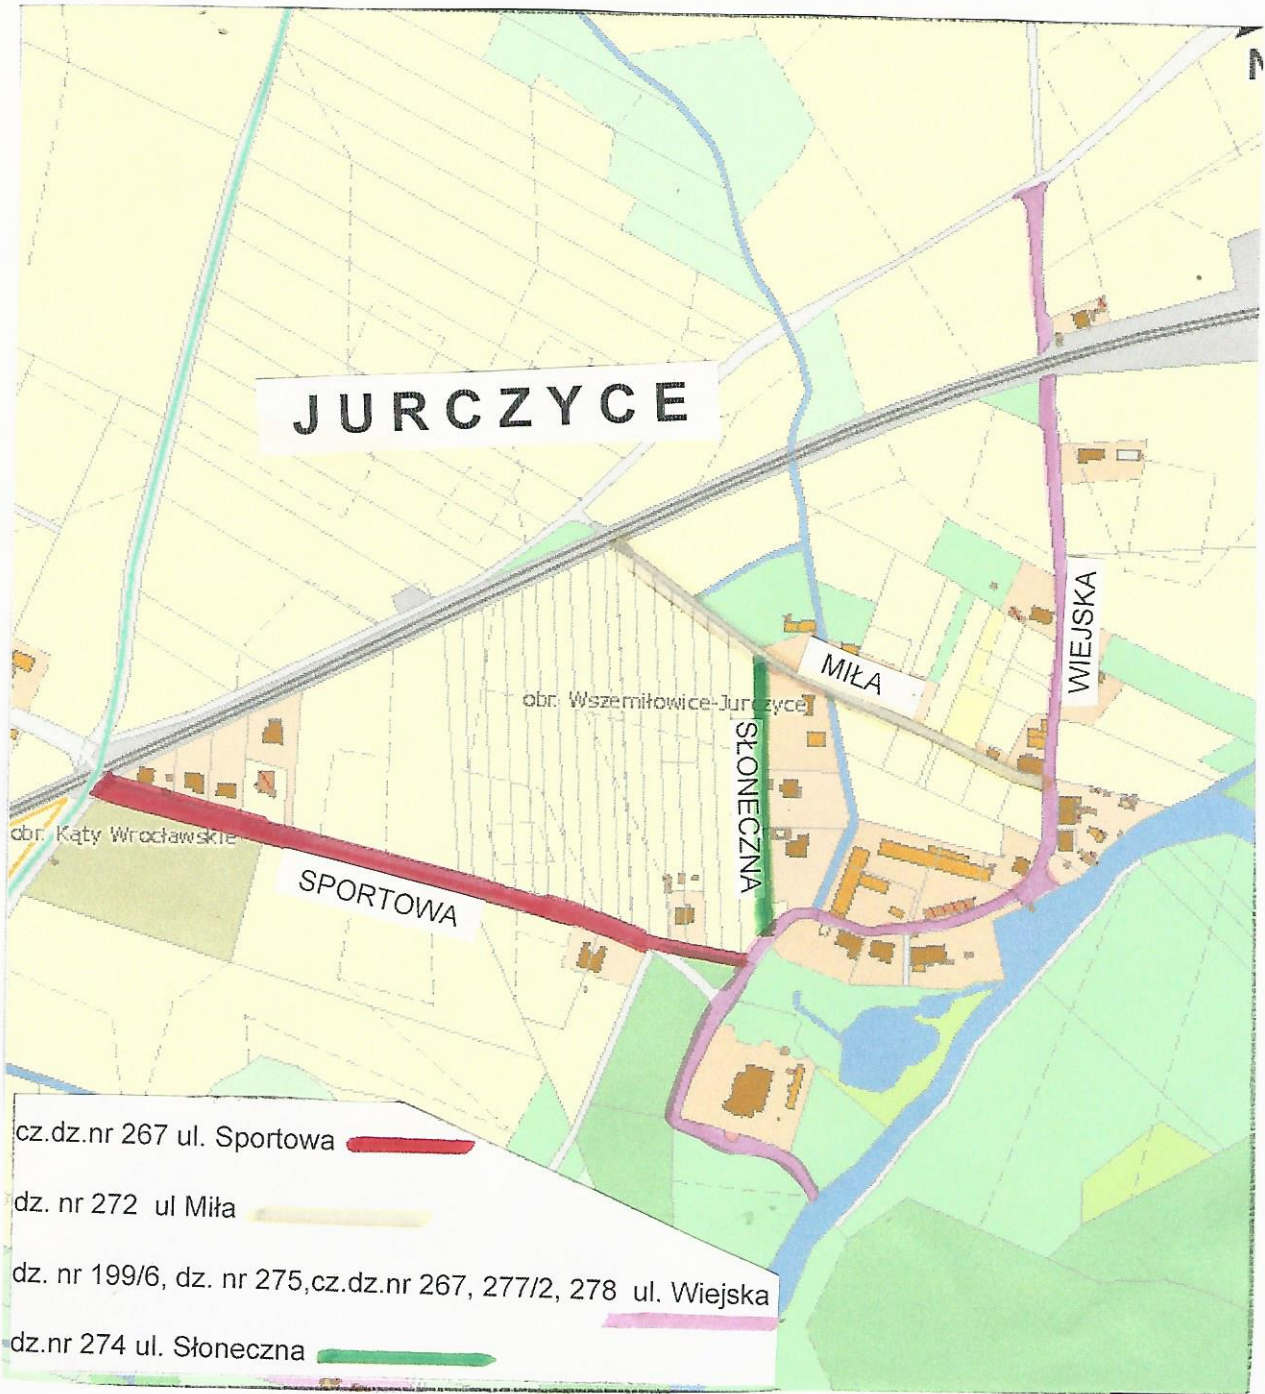 N
JURCZYCE
WIEJSKA
MIŁA
obr. Wszemiłowice-Jurczyce
SŁONECZNA
obr. Kąty Wrocławskie
SPORTOWA
cz.dz.nr 267 ul. Sportowa
dz. nr 272 ul Miła
dz. nr 199/6, dz. nr 275,cz.dz.nr 267, 277/2, 278 ul. Wiejska
dz.nr 274 ul. Słoneczna